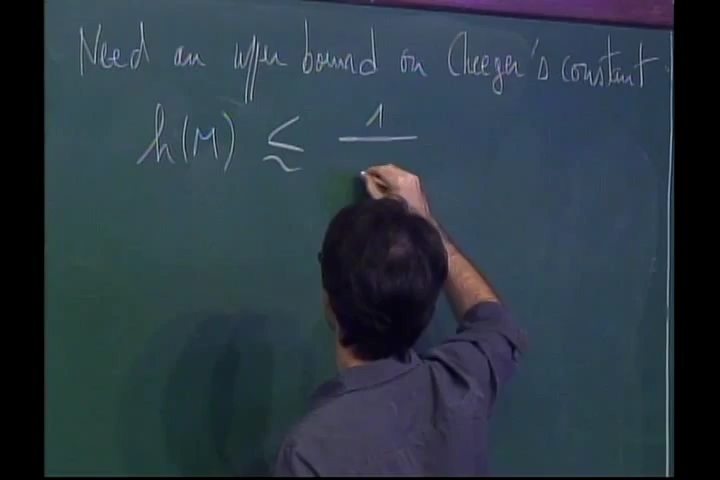 Need an upper bound on Cheeger's constant.
h(M) ≲ 1/